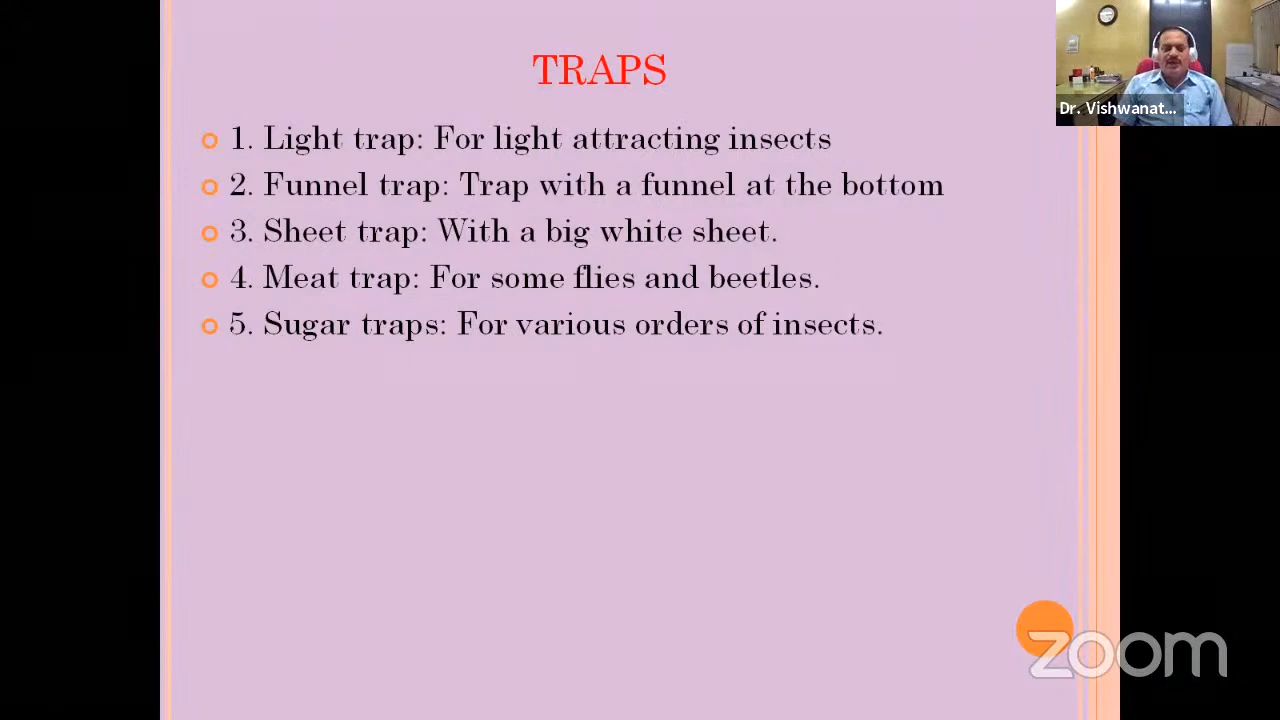 TRAPS
1. Light trap: For light attracting insects
2. Funnel trap: Trap with a funnel at the bottom
3. Sheet trap: With a big white sheet.
4. Meat trap: For some flies and beetles.
5. Sugar traps: For various orders of insects.
Dr. Vishwanat...
zoom